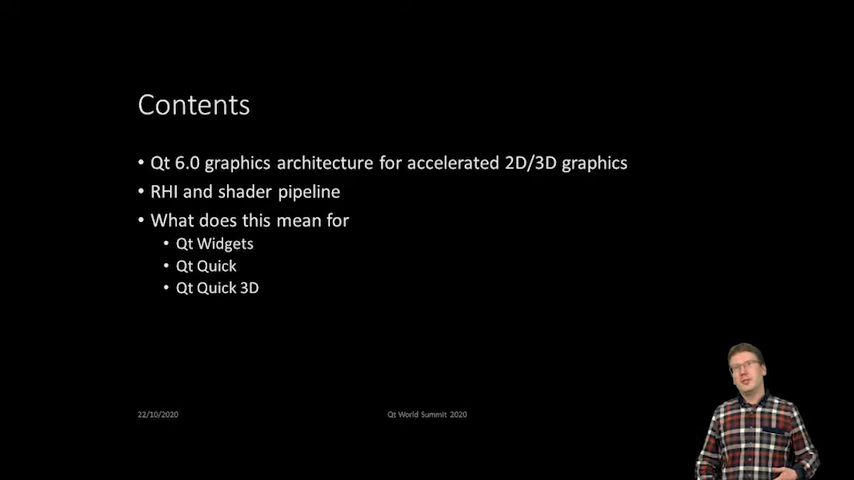 Contents
• Qt 6.0 graphics architecture for accelerated 2D/3D graphics
• RHI and shader pipeline
• What does this mean for
• Qt Widgets
• Qt Quick
• Qt Quick 3D
22/10/2020
Qt World Summit 2020